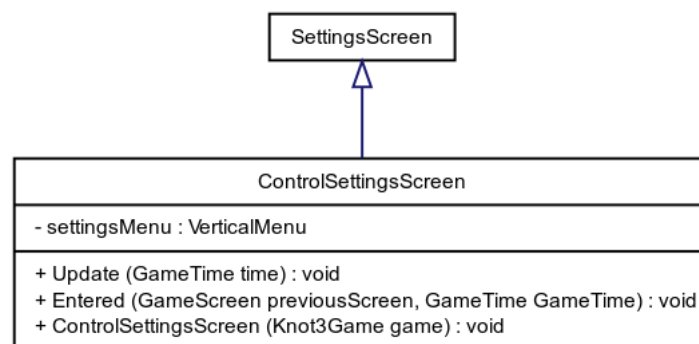 SettingsScreen
ControlSettingsScreen
- settingsMenu : VerticalMenu
+ Update (GameTime time) : void
+ Entered (GameScreen previousScreen, GameTime GameTime) : void
+ ControlSettingsScreen (Knot3Game game) : void